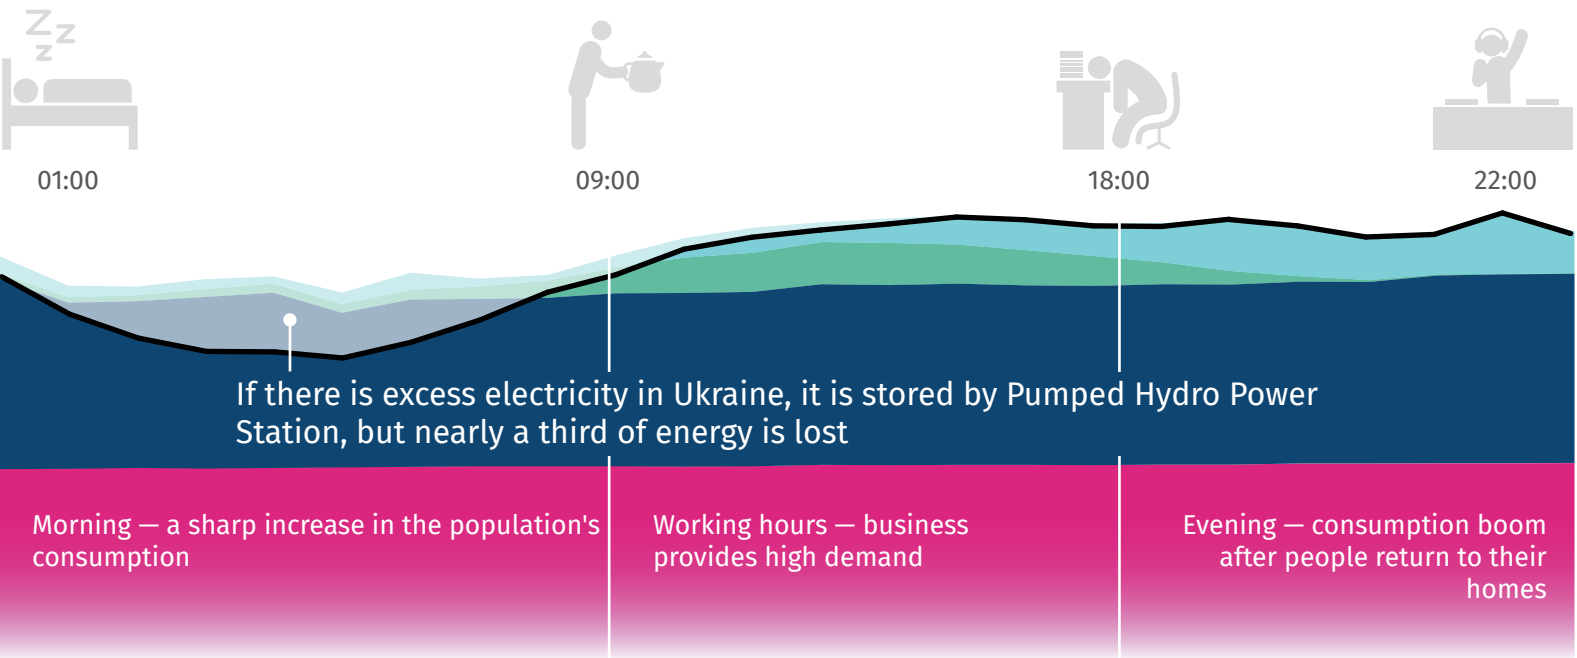 Z Z
Z
01:00
09:00
18:00
22:00
If there is excess electricity in Ukraine, it is stored by Pumped Hydro Power
Station, but nearly a third of energy is lost
Morning — a sharp increase in the population's
consumption
Working hours — business
provides high demand
Evening — consumption boom
after people return to their
homes